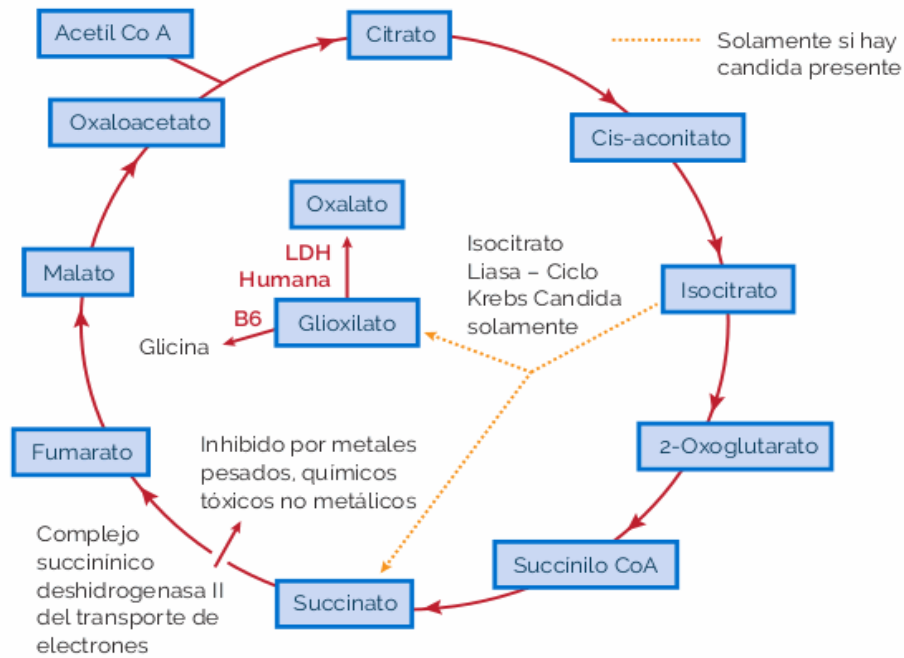 Acetil Co A
Citrato
Solamente si hay
candida presente
Oxaloacetato
Cis-aconitato
Oxalato
LDH
Humana
Isocitrato
Liasa – Ciclo
Krebs Candida
solamente
Malato
Isocitrato
B6
Glioxilato
Glicina
Fumarato
Inhibido por metales
pesados, químicos
tóxicos no metálicos
2-Oxoglutarato
Complejo
succinínico
deshidrogenasa II
del transporte de
electrones
Succinilo CoA
Succinato